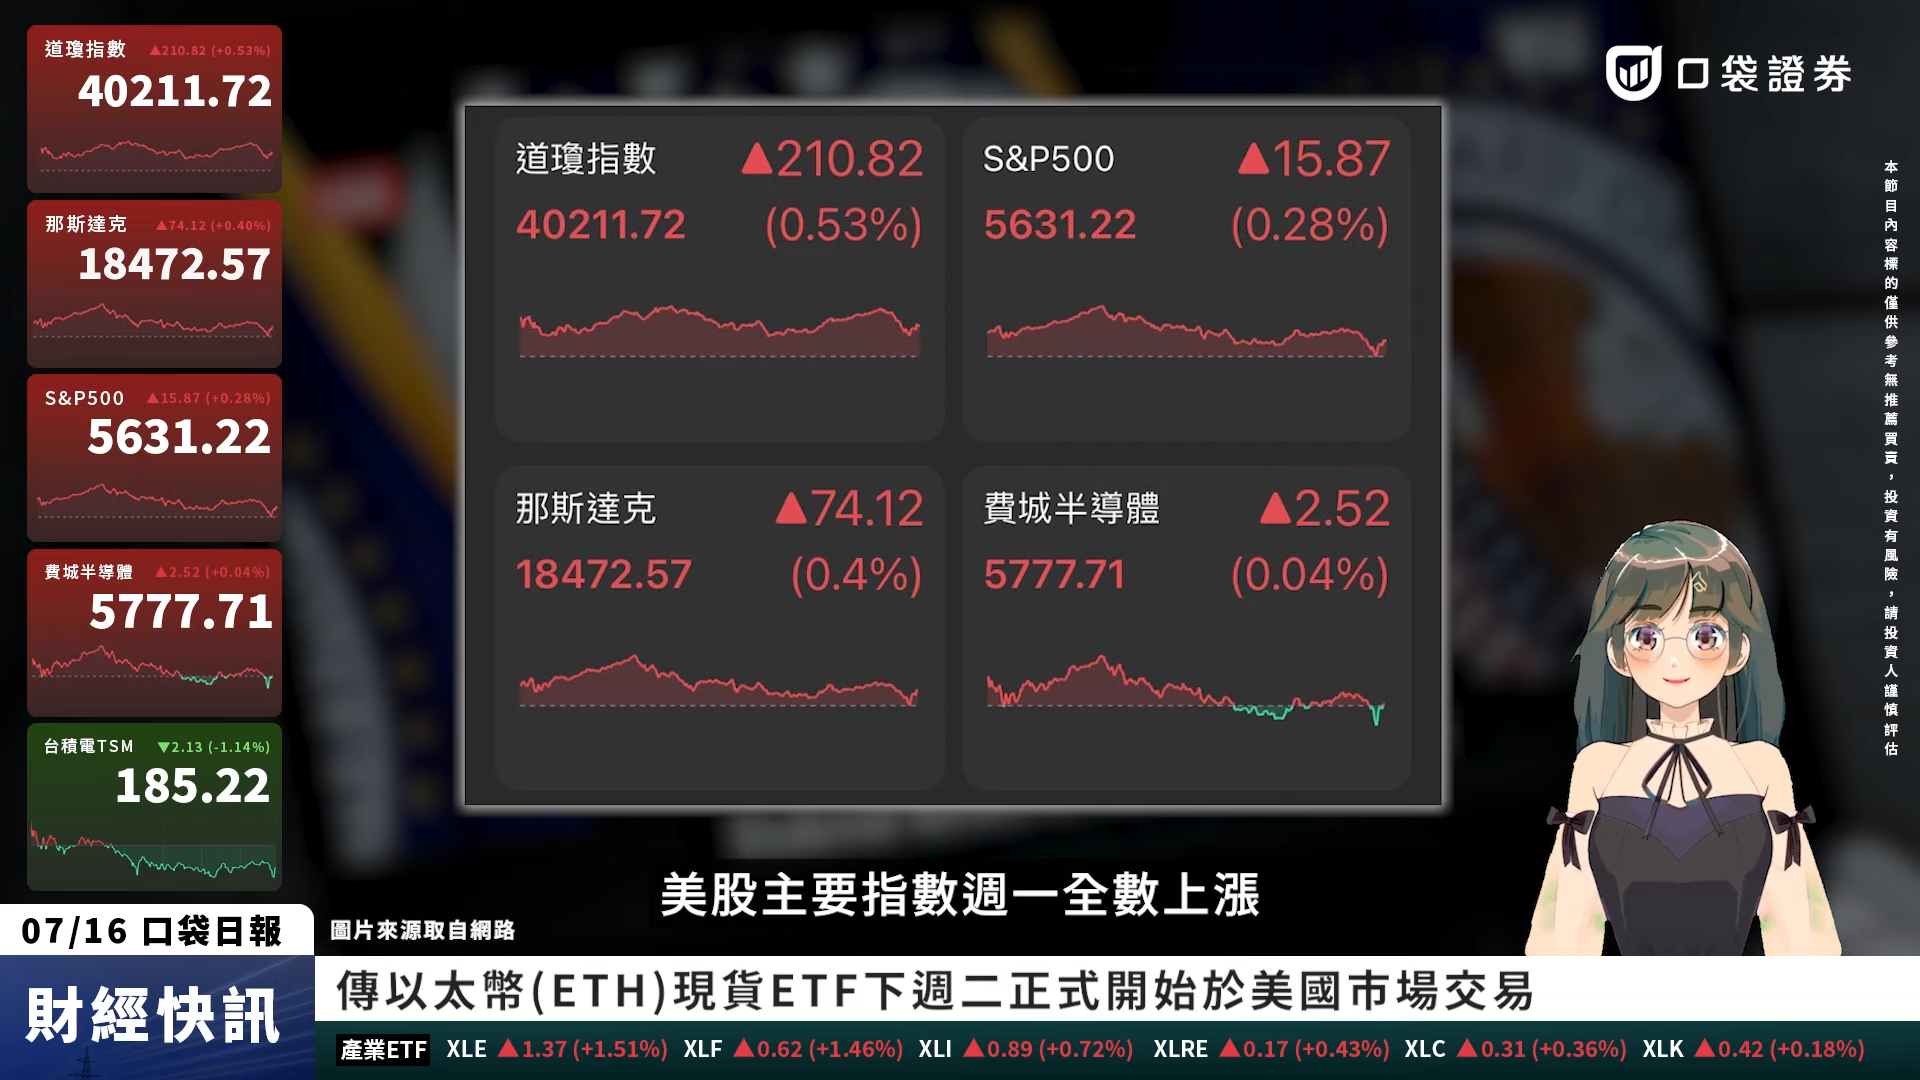 道瓊指數 ▲210.82 (+0.53%)
40211.72
那斯達克 ▲74.12 (+0.40%)
18472.57
S&P500 ▲15.87 (+0.28%)
5631.22
費城半導體 ▲2.52 (+0.04%)
5777.71
台積電TSM ▼2.13 (-1.14%)
185.22
道瓊指數 ▲210.82
40211.72 (0.53%)
S&P500 ▲15.87
5631.22 (0.28%)
那斯達克 ▲74.12
18472.57 (0.4%)
費城半導體 ▲2.52
5777.71 (0.04%)
口袋證券
本節目內容標的僅供參考無推薦買賣，投資有風險，請投資人謹慎評估
美股主要指數週一全數上漲
圖片來源取自網路
07/16 口袋日報
財經快訊
傳以太幣(ETH)現貨ETF下週二正式開始於美國市場交易
產業ETF XLE ▲1.37 (+1.51%) XLF ▲0.62 (+1.46%) XLI ▲0.89 (+0.72%) XLRE ▲0.17 (+0.43%) XLC ▲0.31 (+0.36%) XLK ▲0.42 (+0.18%)